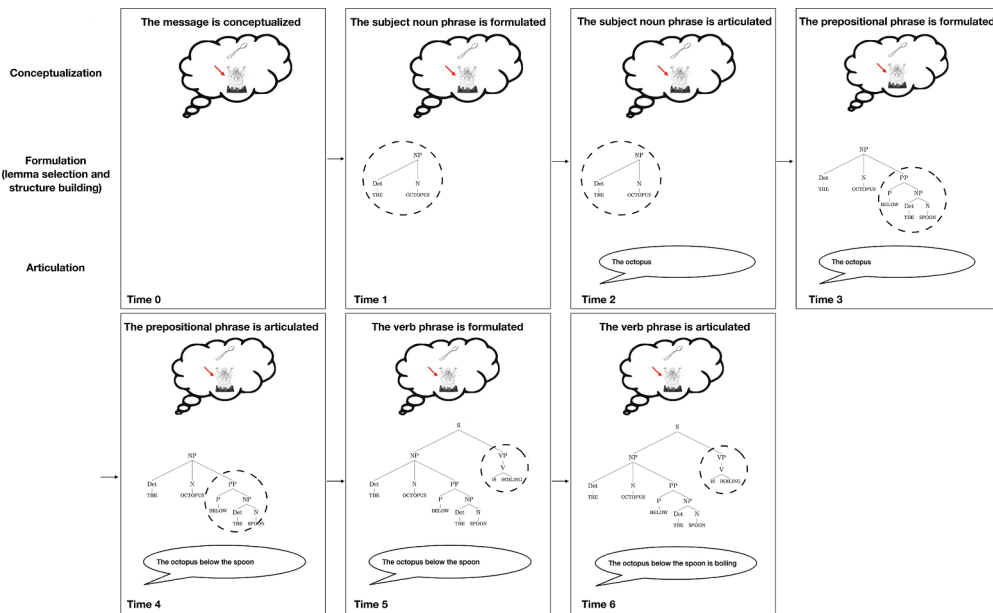 The message is conceptualized
The subject noun phrase is formulated
The subject noun phrase is articulated
The prepositional phrase is formulated
Conceptualization
Formulation
(lemma selection and
structure building)
Articulation
NP
Det
N
THE
OCTOPUS
NP
Det
N
THE
OCTOPUS
NP
Det
N
PP
THE
OCTOPUS
P
NP
BELOW
Det
N
THE
SPOON
The octopus
The octopus
Time 0
Time 1
Time 2
Time 3
The prepositional phrase is articulated
The verb phrase is formulated
The verb phrase is articulated
NP
Det
N
PP
THE
OCTOPUS
P
NP
BELOW
Det
N
THE
SPOON
S
NP
VP
Det
N
PP
V
THE
OCTOPUS
P
NP
IS
BOILING
BELOW
Det
N
THE
SPOON
S
NP
VP
Det
N
PP
V
THE
OCTOPUS
P
NP
IS
BOILING
BELOW
Det
N
THE
SPOON
The octopus below the spoon
The octopus below the spoon
The octopus below the spoon is boiling
Time 4
Time 5
Time 6